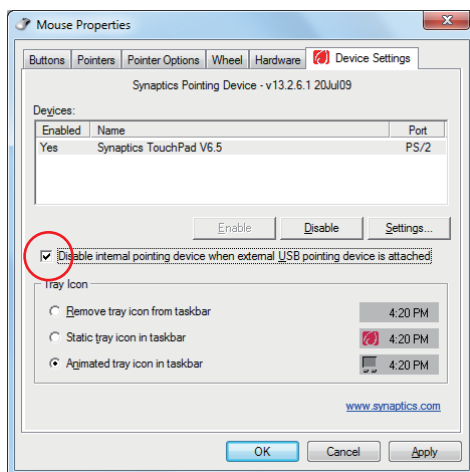 Mouse Properties
Buttons Pointers Pointer Options Wheel Hardware Device Settings
Synaptics Pointing Device - v13.2.6.1 20Jul09
Devices:
Enabled Name Port
Yes Synaptics TouchPad V6.5 PS/2
Enable Disable Settings...
Disable internal pointing device when external USB pointing device is attached
Tray Icon
Remove tray icon from taskbar 4:20 PM
Static tray icon in taskbar 4:20 PM
Animated tray icon in taskbar 4:20 PM
www.synaptics.com
OK Cancel Apply